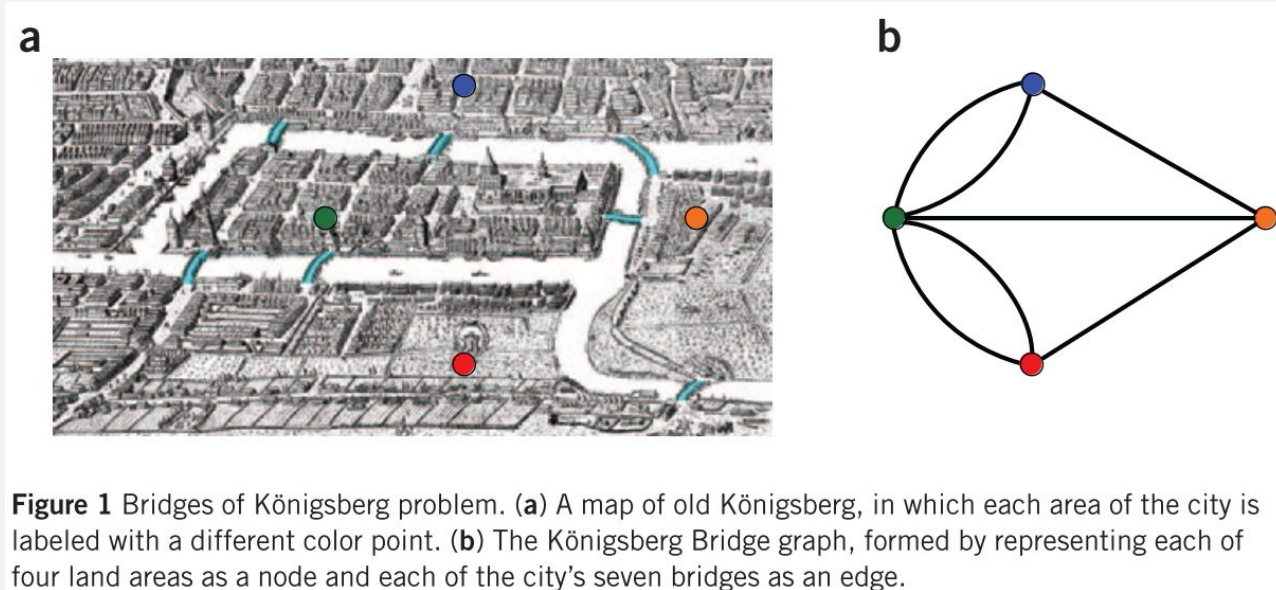 a
b
Figure 1 Bridges of Königsberg problem. (a) A map of old Königsberg, in which each area of the city is
labeled with a different color point. (b) The Königsberg Bridge graph, formed by representing each of
four land areas as a node and each of the city’s seven bridges as an edge.